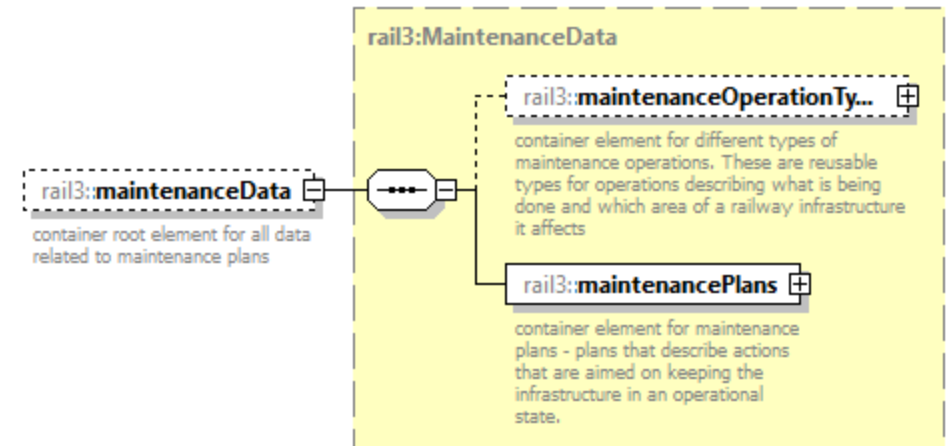 rail3:MaintenanceData
rail3::maintenanceOperationTy...
container element for different types of
maintenance operations. These are reusable
types for operations describing what is being
done and which area of a railway infrastructure
it affects
rail3::maintenanceData
container root element for all data
related to maintenance plans
rail3::maintenancePlans
container element for maintenance
plans - plans that describe actions
that are aimed on keeping the
infrastructure in an operational
state.